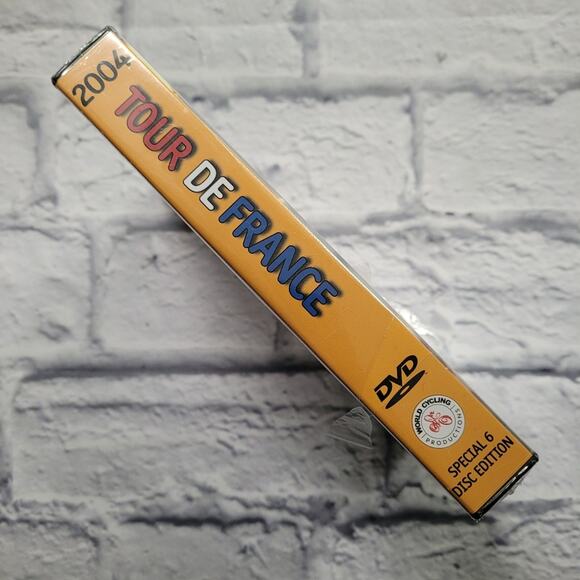 2004
TOUR DE FRANCE
DVD
WORLD CYCLING
PRODUCTIONS
SPECIAL 6
DISC EDITION